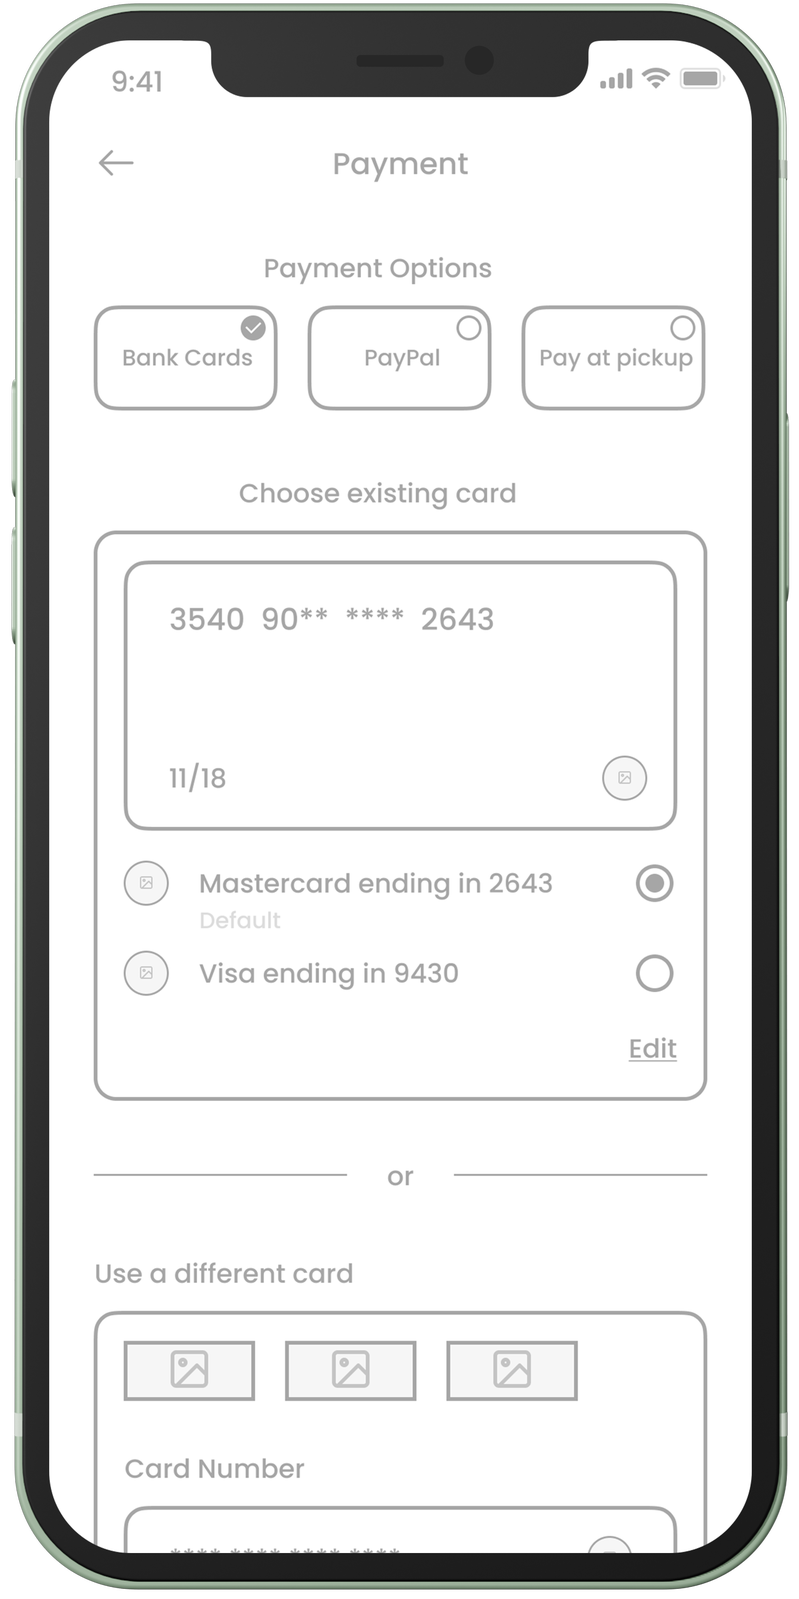 9:41
Payment
Payment Options
Bank Cards
PayPal
Pay at pickup
Choose existing card
3540 90** **** 2643
11/18
Mastercard ending in 2643
Default
Visa ending in 9430
Edit
or
Use a different card
Card Number
**** **** **** ****